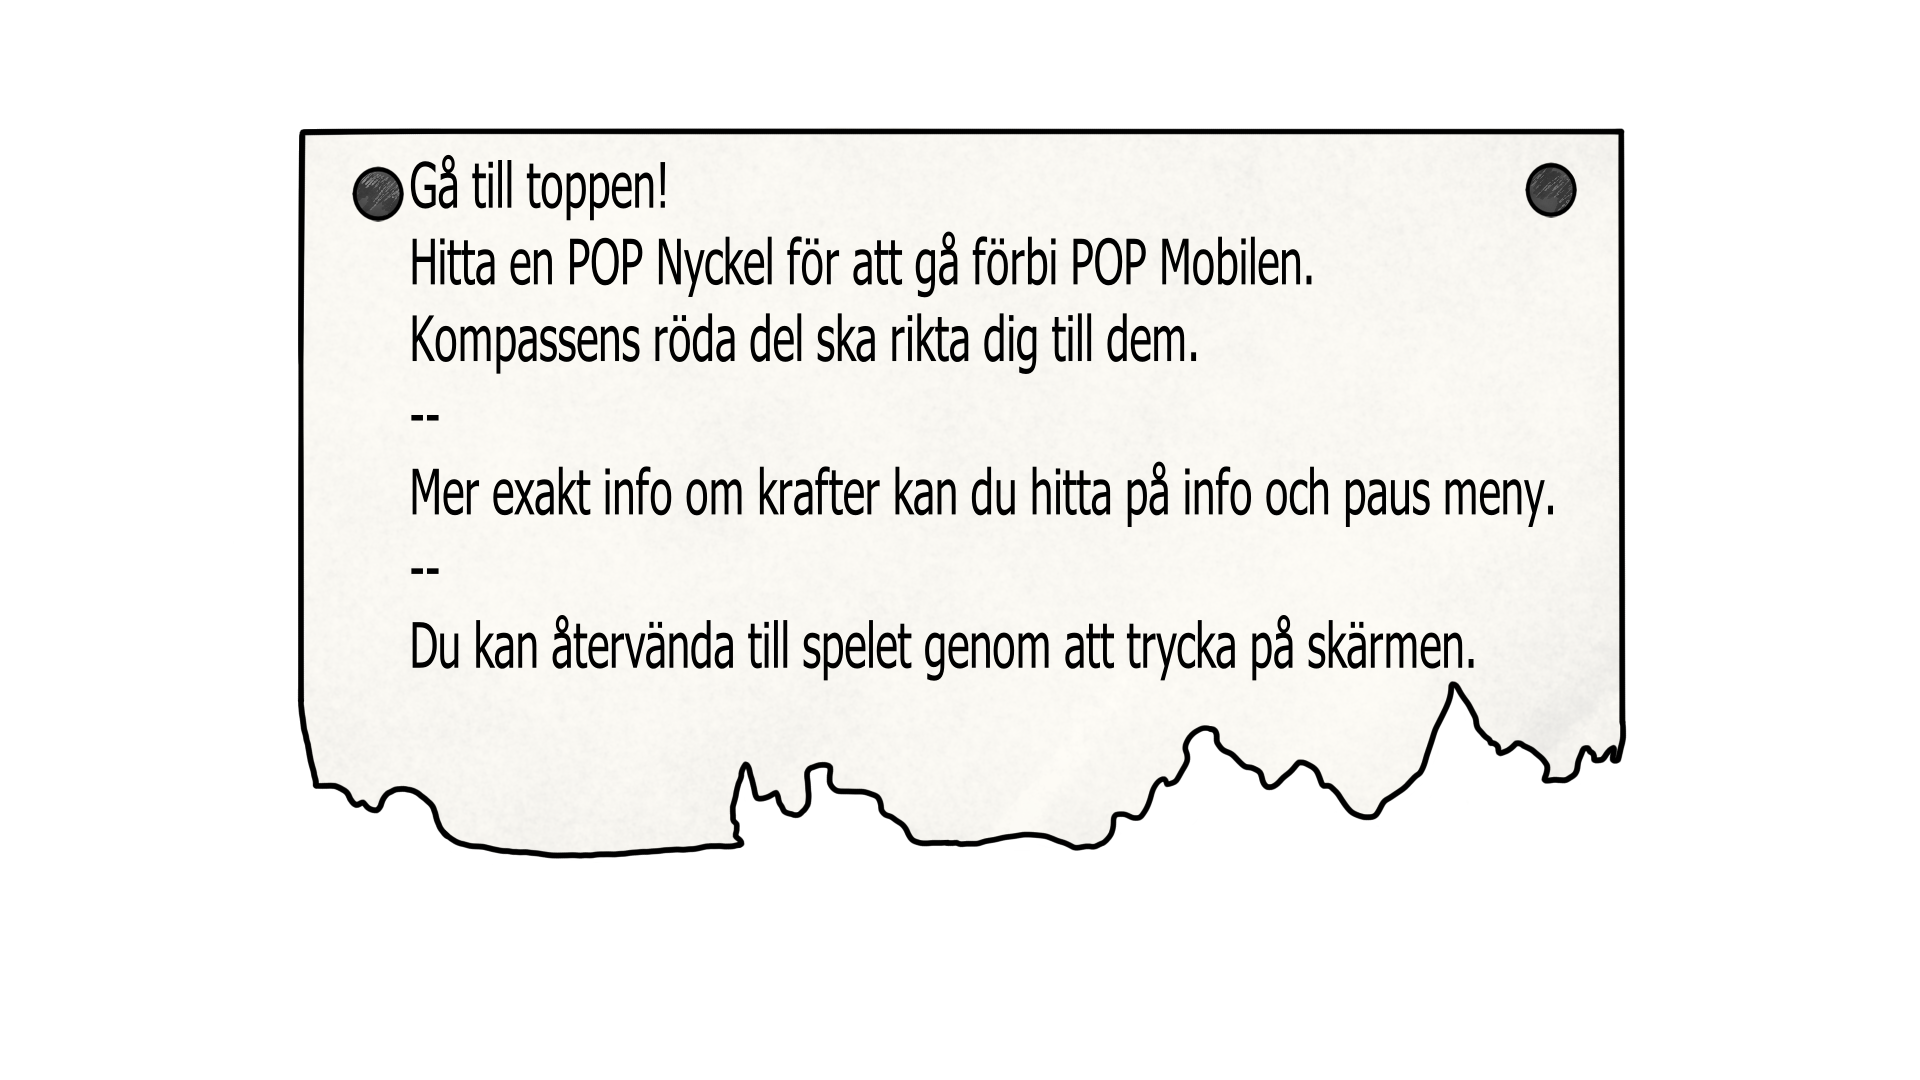 Gå till toppen!
Hitta en POP Nyckel för att gå förbi POP Mobilen.
Kompassens röda del ska rikta dig till dem.
--
Mer exakt info om krafter kan du hitta på info och paus meny.
--
Du kan återvända till spelet genom att trycka på skärmen.